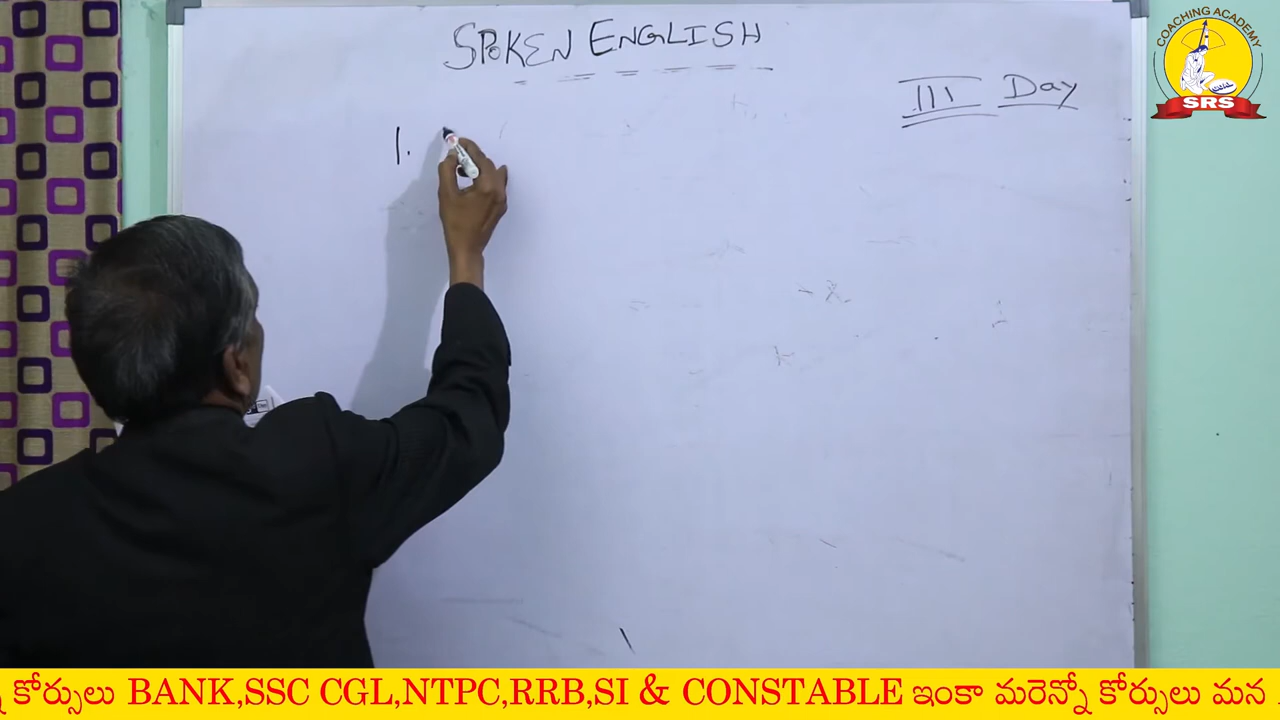 SPOKEN ENGLISH
III Day
1.
COACHING ACADEMY
SRS
కోర్సులు BANK,SSC CGL,NTPC,RRB,SI & CONSTABLE ఇంకా మరెన్నో కోర్సులు మన